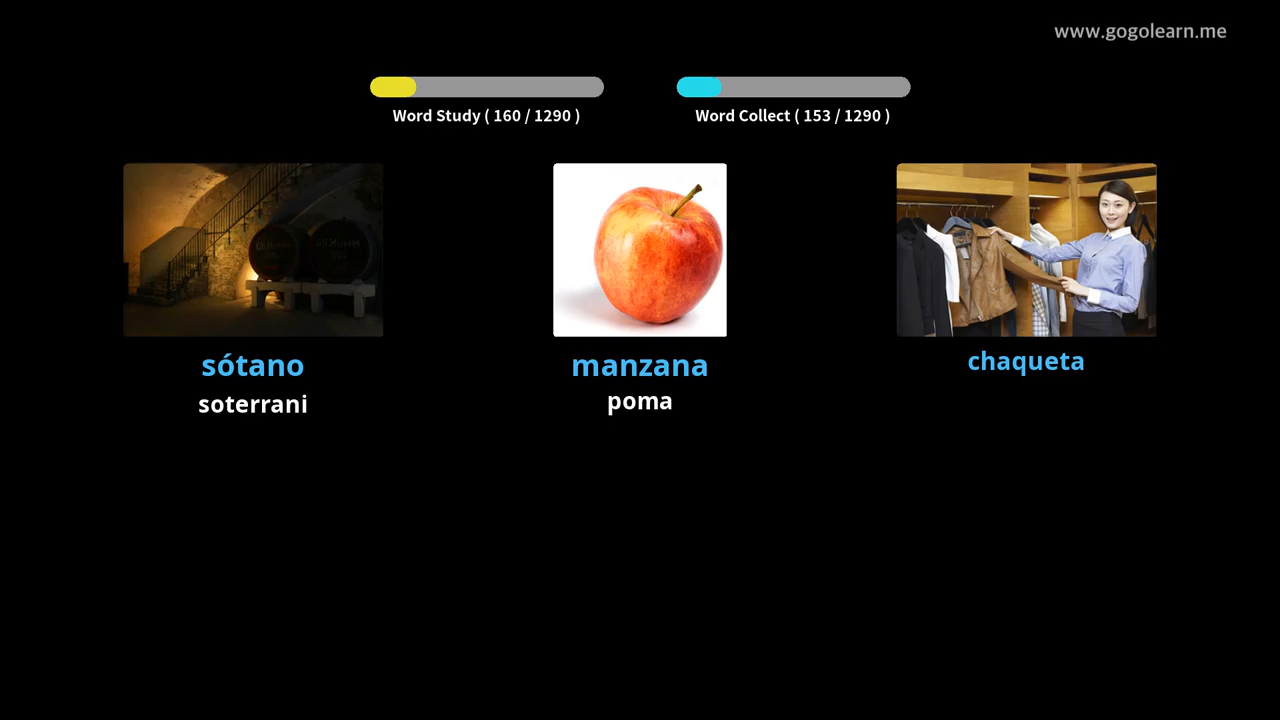 www.gogolearn.me
Word Study ( 160 / 1290 )
Word Collect ( 153 / 1290 )
sótano
manzana
chaqueta
soterrani
poma